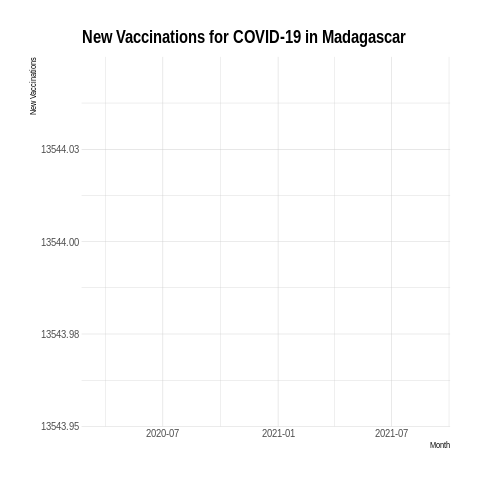 New Vaccinations for COVID-19 in Madagascar
New Vaccinations
13544.03
13544.00
13543.98
13543.95
2020-07 2021-01 2021-07
Month